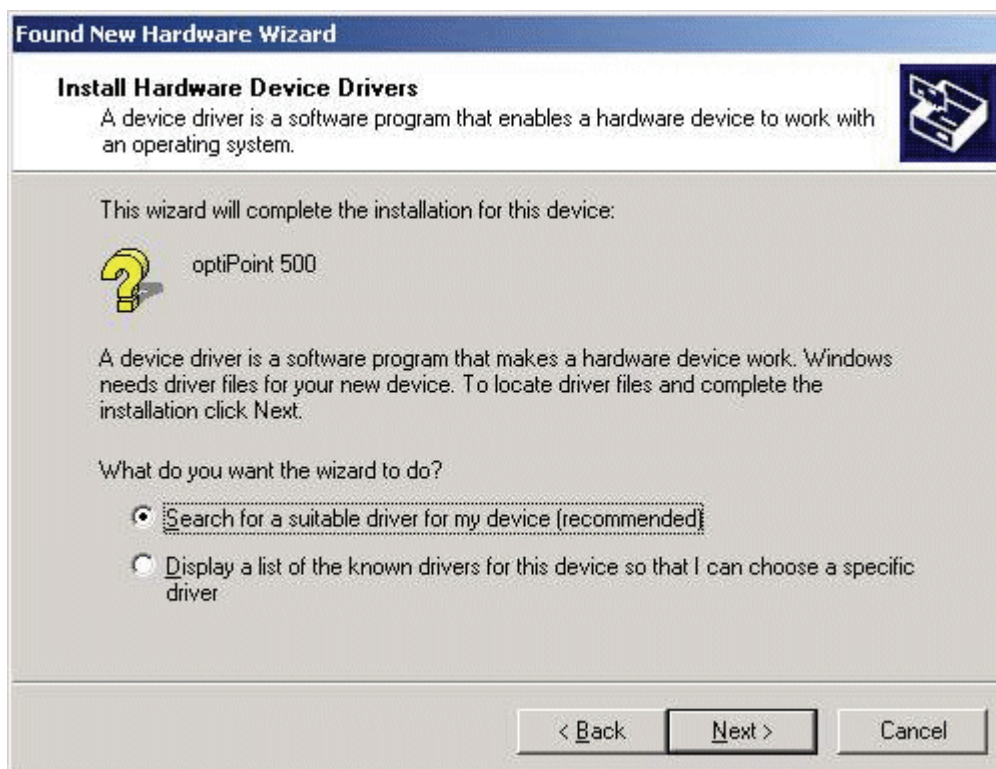 Found New Hardware Wizard
Install Hardware Device Drivers
A device driver is a software program that enables a hardware device to work with
an operating system.
This wizard will complete the installation for this device:
optiPoint 500
A device driver is a software program that makes a hardware device work. Windows
needs driver files for your new device. To locate driver files and complete the
installation click Next.
What do you want the wizard to do?
Search for a suitable driver for my device (recommended)
Display a list of the known drivers for this device so that I can choose a specific
driver
< Back Next > Cancel